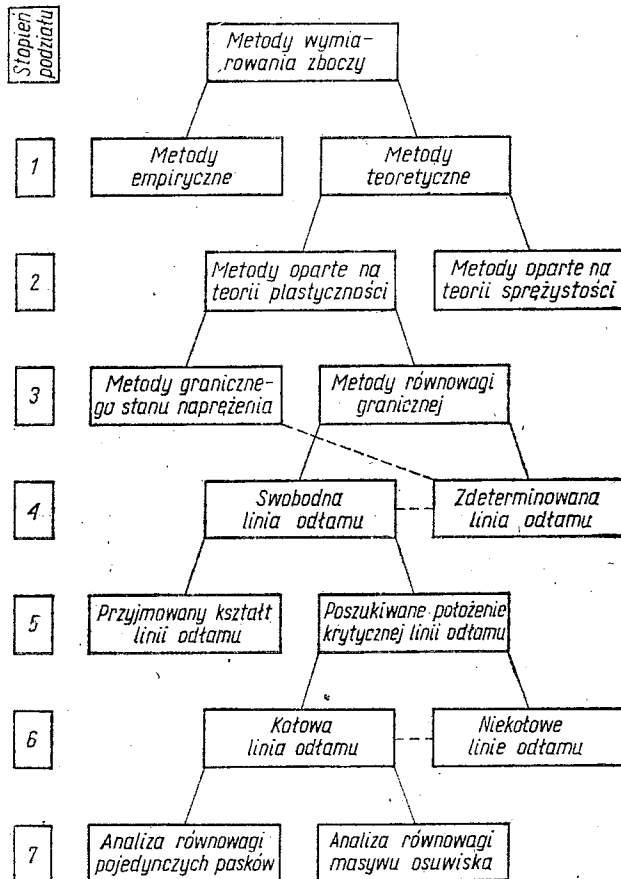 Stopień
podziału
Metody wymia-
rowania zboczy
1
Metody
empiryczne
Metody
teoretyczne
2
Metody oparte na
teorii plastyczności
Metody oparte na
teorii sprężystości
3
Metody graniczne-
go stanu naprężenia
Metody równowagi
granicznej
4
Swobodna
linia odłamu
Zdeterminowana
linia odłamu
5
Przyjmowany kształt
linii odłamu
Poszukiwane położenie
krytycznej linii odłamu
6
Kołowa
linia odłamu
Niekołowe
linie odłamu
7
Analiza równowagi
pojedynczych pasków
Analiza równowagi
masywu osuwiska